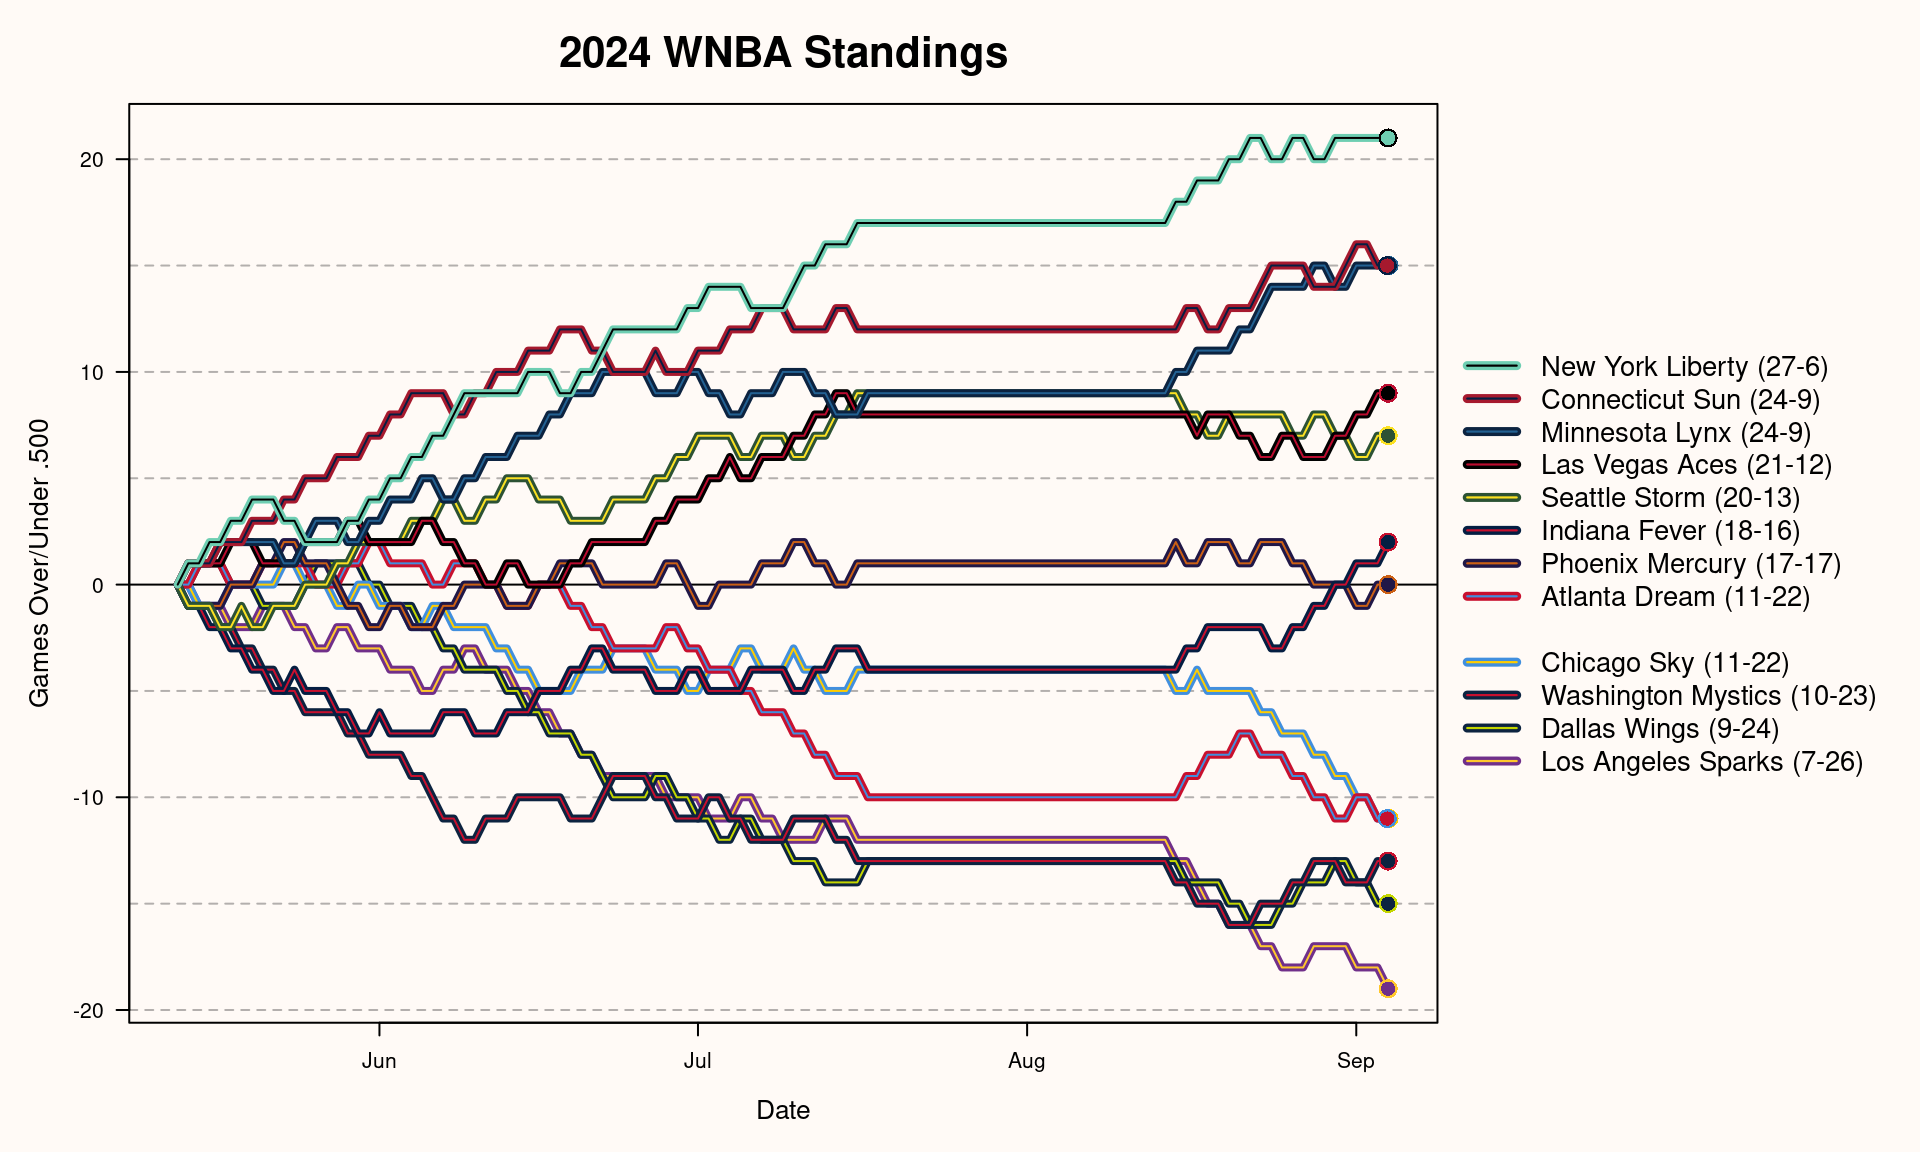 2024 WNBA Standings
Games Over/Under .500
20
10
0
-10
-20
Jun
Jul
Aug
Sep
Date
New York Liberty (27-6)
Connecticut Sun (24-9)
Minnesota Lynx (24-9)
Las Vegas Aces (21-12)
Seattle Storm (20-13)
Indiana Fever (18-16)
Phoenix Mercury (17-17)
Atlanta Dream (11-22)
Chicago Sky (11-22)
Washington Mystics (10-23)
Dallas Wings (9-24)
Los Angeles Sparks (7-26)